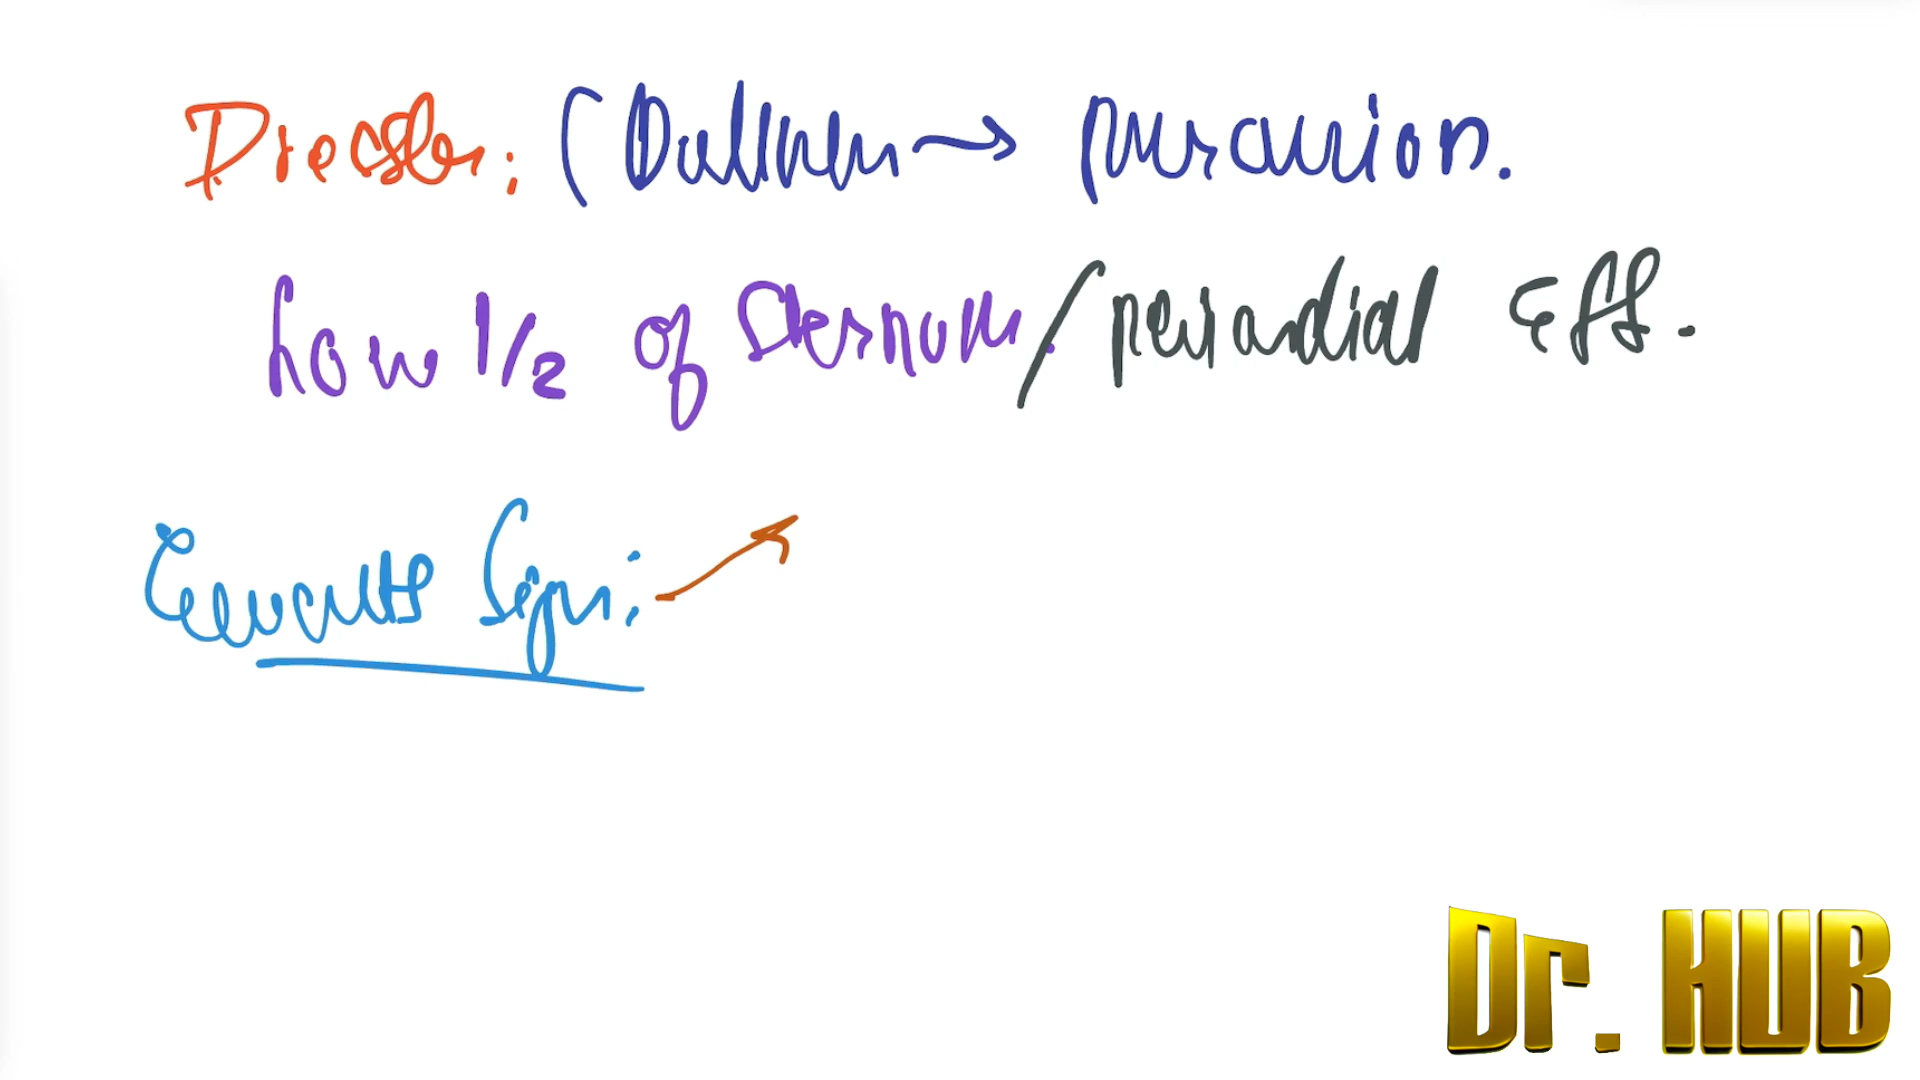 Dressler: (Dullness → percussion.
Low 1/2 of Sternum. / pericardial Eff.
Ewart's Sign:
Dr. HUB